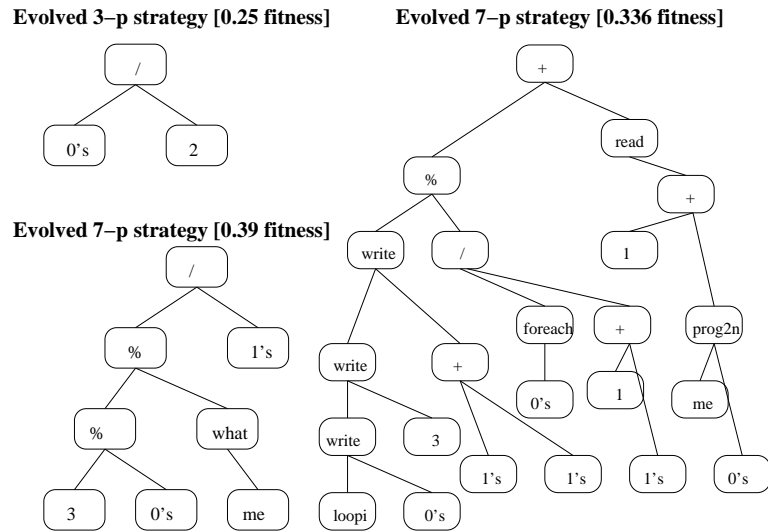 Evolved 3–p strategy [0.25 fitness]
/
0's
2
Evolved 7–p strategy [0.39 fitness]
/
%
1's
%
what
3
0's
me
Evolved 7–p strategy [0.336 fitness]
+
read
%
+
write
/
1
foreach
+
prog2n
write
+
0's
1
me
write
3
1's
1's
1's
0's
loopi
0's